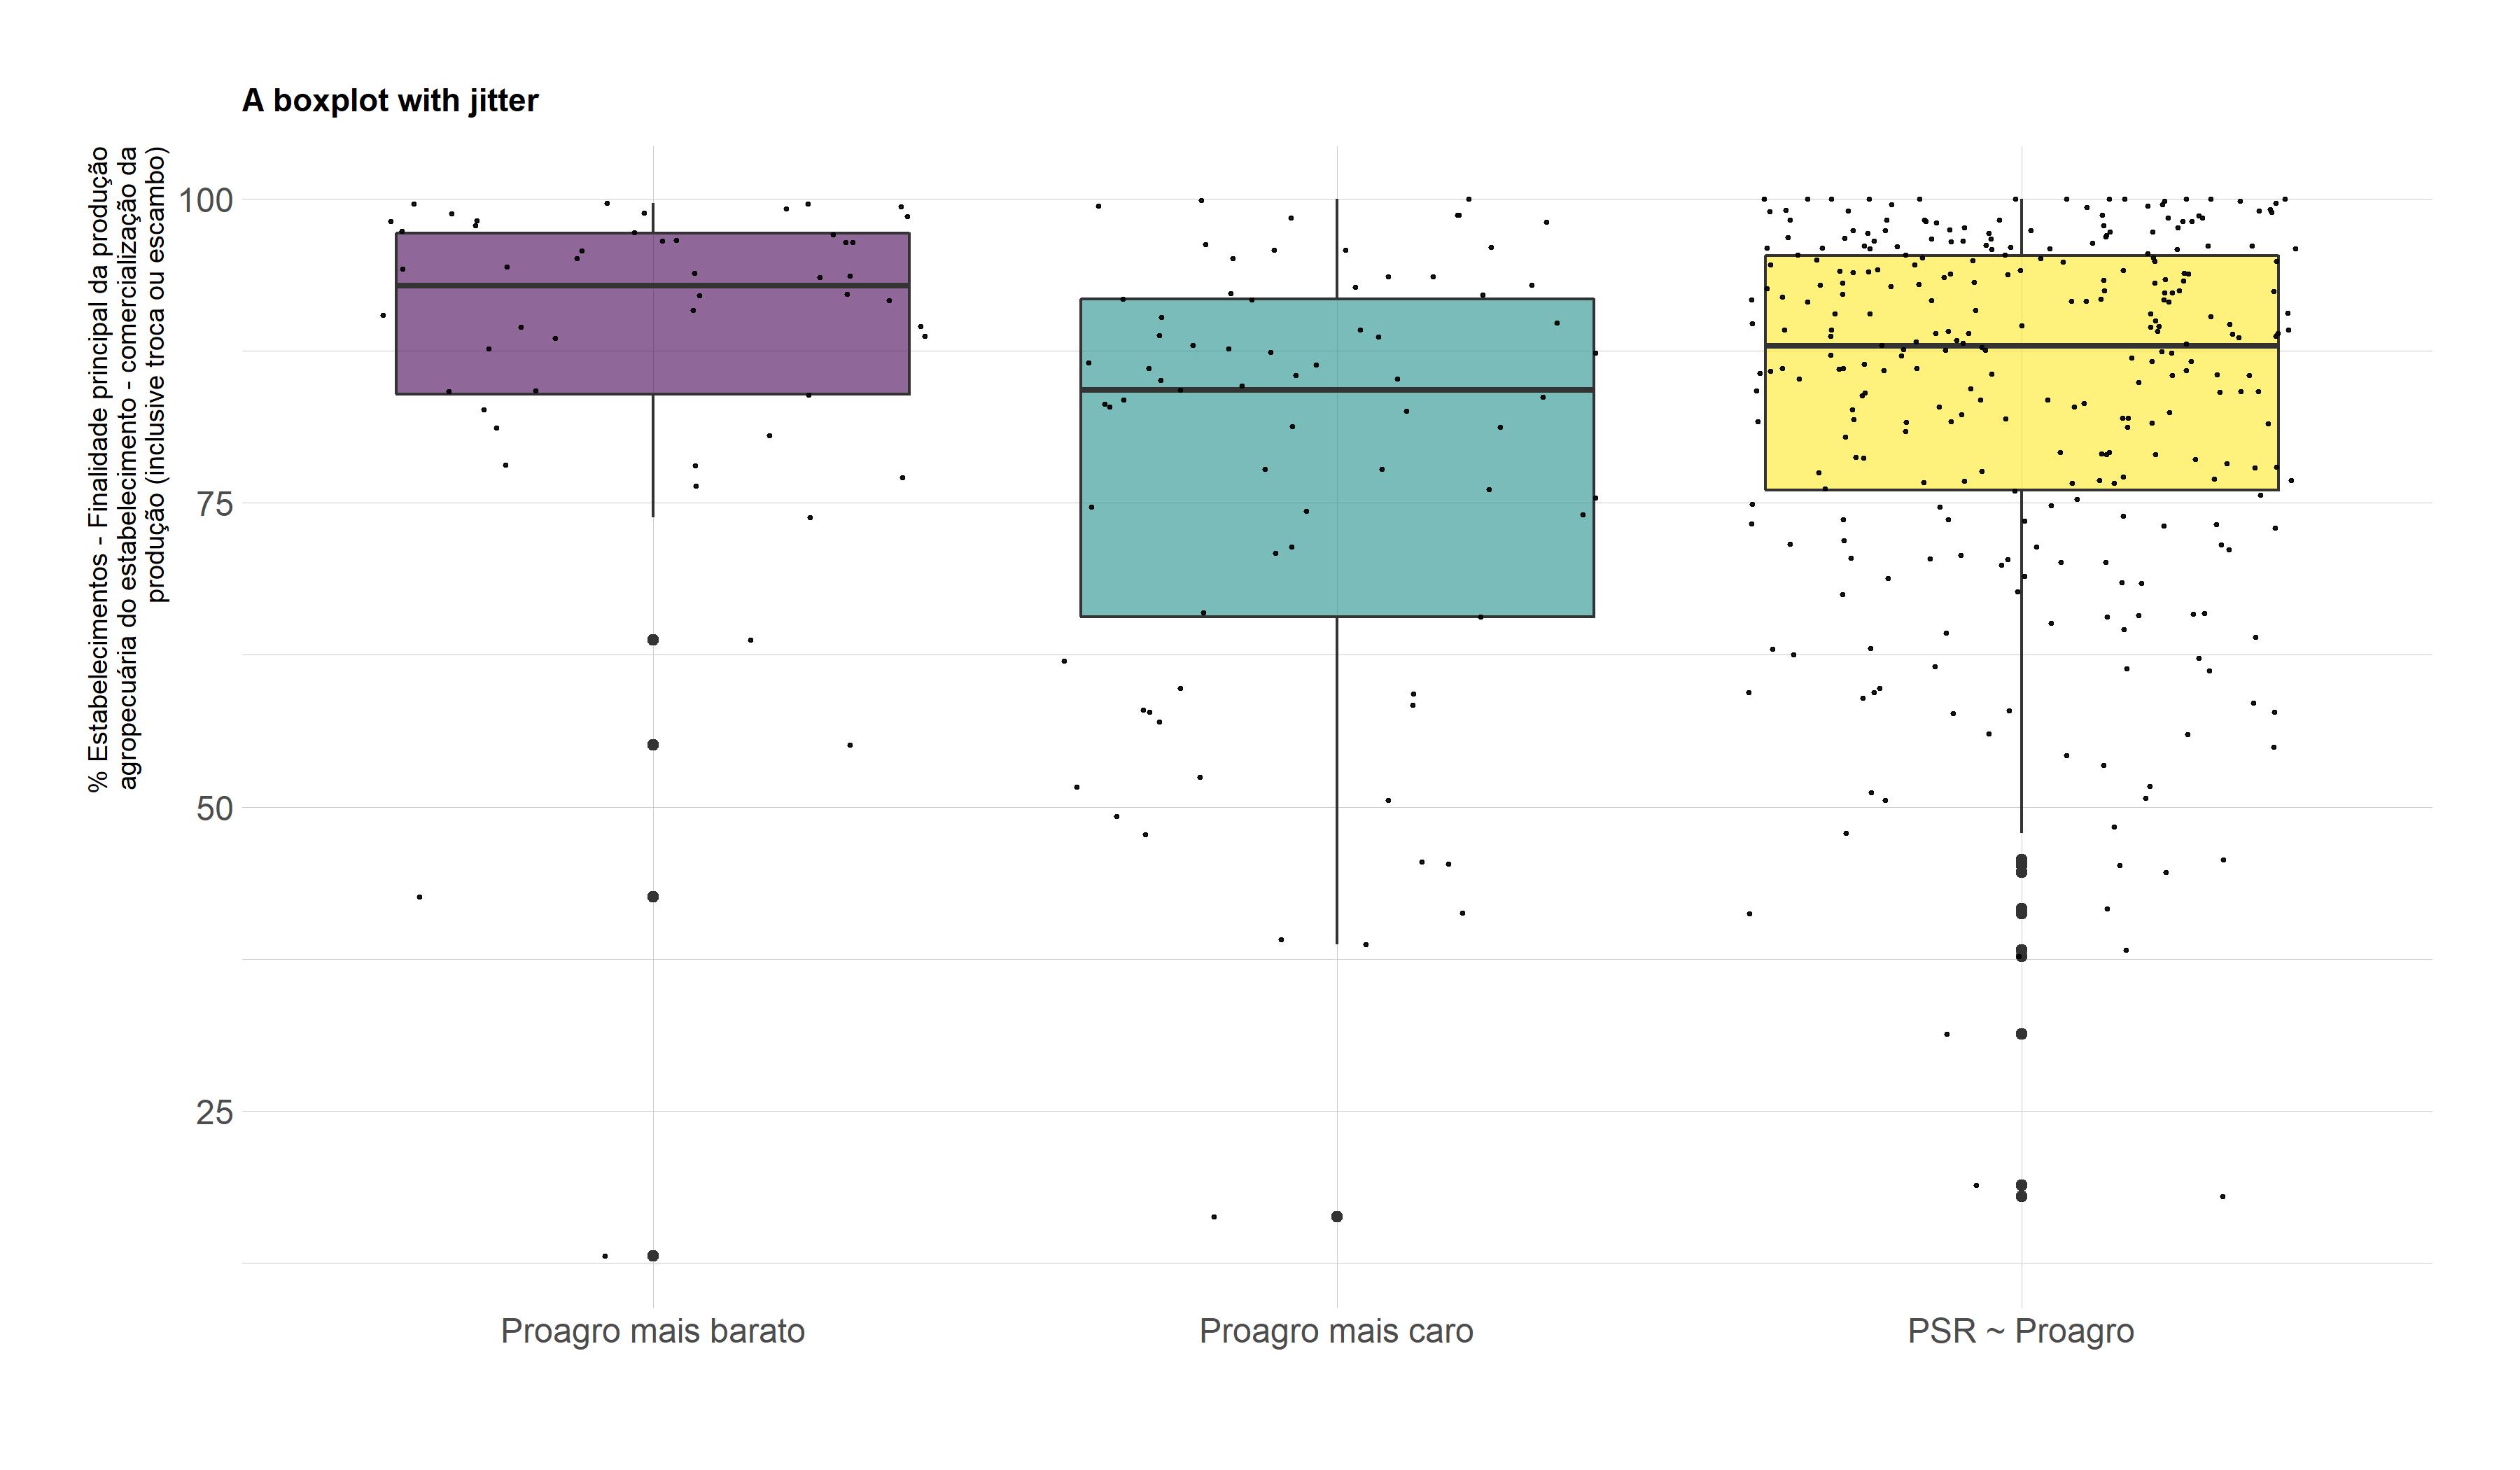 A boxplot with jitter
% Estabelecimentos - Finalidade principal da produção
agropecuária do estabelecimento - comercialização da
produção (inclusive troca ou escambo)
100
75
50
25
Proagro mais barato
Proagro mais caro
PSR ~ Proagro